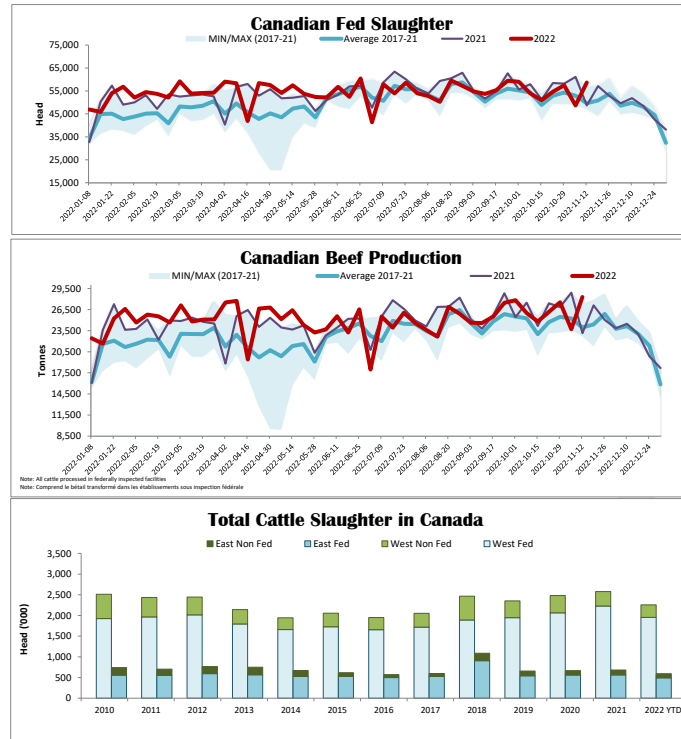 Canadian Fed Slaughter
MIN/MAX (2017-21) Average 2017-21 2021 2022
75,000
65,000
55,000
45,000
35,000
25,000
15,000
Head
2022-01-08 2022-01-22 2022-02-05 2022-02-19 2022-03-05 2022-03-19 2022-04-02 2022-04-16 2022-04-30 2022-05-14 2022-05-28 2022-06-11 2022-06-25 2022-07-09 2022-07-23 2022-08-06 2022-08-20 2022-09-03 2022-09-17 2022-10-01 2022-10-15 2022-10-29 2022-11-12 2022-11-26 2022-12-10 2022-12-24
Canadian Beef Production
MIN/MAX (2017-21) Average 2017-21 2021 2022
29,500
26,500
23,500
20,500
17,500
14,500
11,500
8,500
Tonnes
2022-01-08 2022-01-22 2022-02-05 2022-02-19 2022-03-05 2022-03-19 2022-04-02 2022-04-16 2022-04-30 2022-05-14 2022-05-28 2022-06-11 2022-06-25 2022-07-09 2022-07-23 2022-08-06 2022-08-20 2022-09-03 2022-09-17 2022-10-01 2022-10-15 2022-10-29 2022-11-12 2022-11-26 2022-12-10 2022-12-24
Note: All cattle processed in federally inspected facilities
Note: Comprend le bétail transformé dans les établissements sous inspection fédérale
Total Cattle Slaughter in Canada
East Non Fed East Fed West Non Fed West Fed
3,500
3,000
2,500
2,000
1,500
1,000
500
0
Head ('000)
2010 2011 2012 2013 2014 2015 2016 2017 2018 2019 2020 2021 2022 YTD